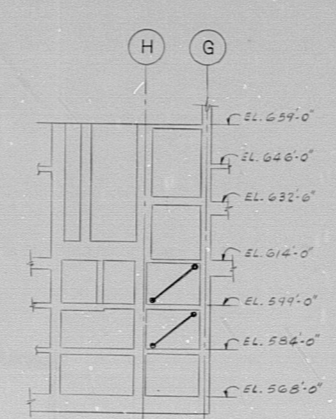 H G
EL. 659'-0"
EL. 646'-0"
EL. 632'-6"
EL. 614'-0"
EL. 599'-0"
EL. 584'-0"
EL. 568'-0"